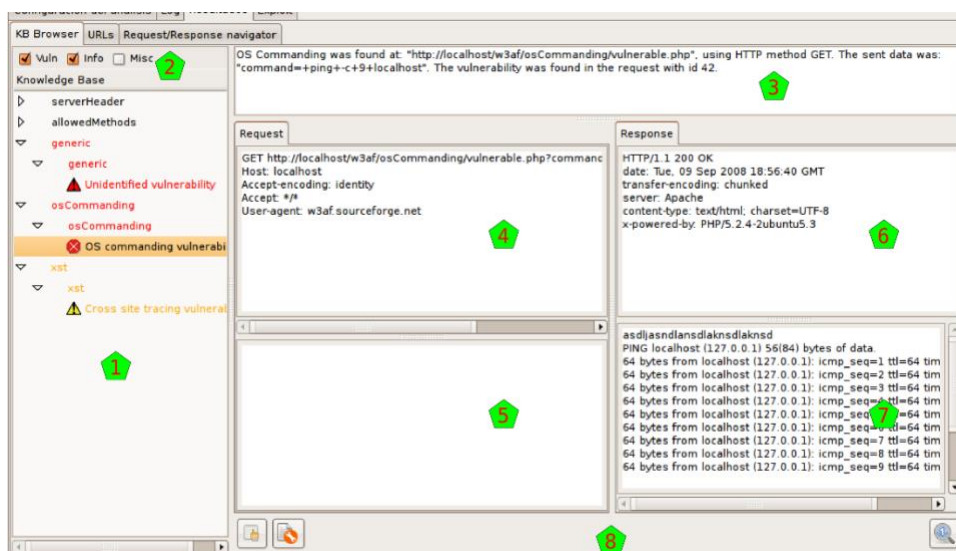 KB Browser URLs Request/Response navigator
Vuln Info Misc
2
Knowledge Base
serverHeader
allowedMethods
generic
generic
Unidentified vulnerability
osCommanding
osCommanding
OS commanding vulnerabi
xst
xst
Cross site tracing vulneral
1
OS Commanding was found at: "http://localhost/w3af/osCommanding/vulnerable.php", using HTTP method GET. The sent data was:
"command=+ping+-c+9+localhost". The vulnerability was found in the request with id 42.
3
Request
GET http://localhost/w3af/osCommanding/vulnerable.php?commanc
Host: localhost
Accept-encoding: identity
Accept: */*
User-agent: w3af.sourceforge.net
4
5
Response
HTTP/1.1 200 OK
date: Tue, 09 Sep 2008 18:56:40 GMT
transfer-encoding: chunked
server: Apache
content-type: text/html; charset=UTF-8
x-powered-by: PHP/5.2.4-2ubuntu5.3
6
asdljasndlansdlaknsdlaknsd
PING localhost (127.0.0.1) 56(84) bytes of data.
64 bytes from localhost (127.0.0.1): icmp_seq=1 ttl=64 tim
64 bytes from localhost (127.0.0.1): icmp_seq=2 ttl=64 tim
64 bytes from localhost (127.0.0.1): icmp_seq=3 ttl=64 tim
64 bytes from localhost (127.0.0.1): ttl=64 tim
64 bytes from localhost (127.0.0.1): ttl=64 tim
64 bytes from localhost (127.0.0.1): ttl=64 tim
64 bytes from localhost (127.0.0.1): icmp_seq=7 ttl=64 tim
64 bytes from localhost (127.0.0.1): icmp_seq=8 ttl=64 tim
64 bytes from localhost (127.0.0.1): icmp_seq=9 ttl=64 tim
7
8